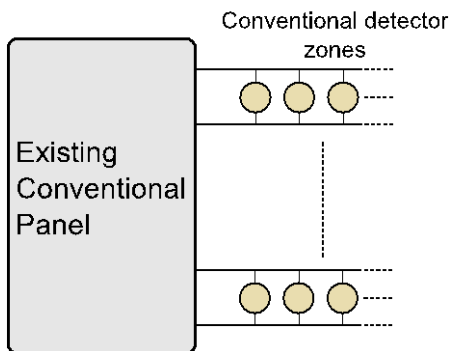 Conventional detector
zones
Existing
Conventional
Panel